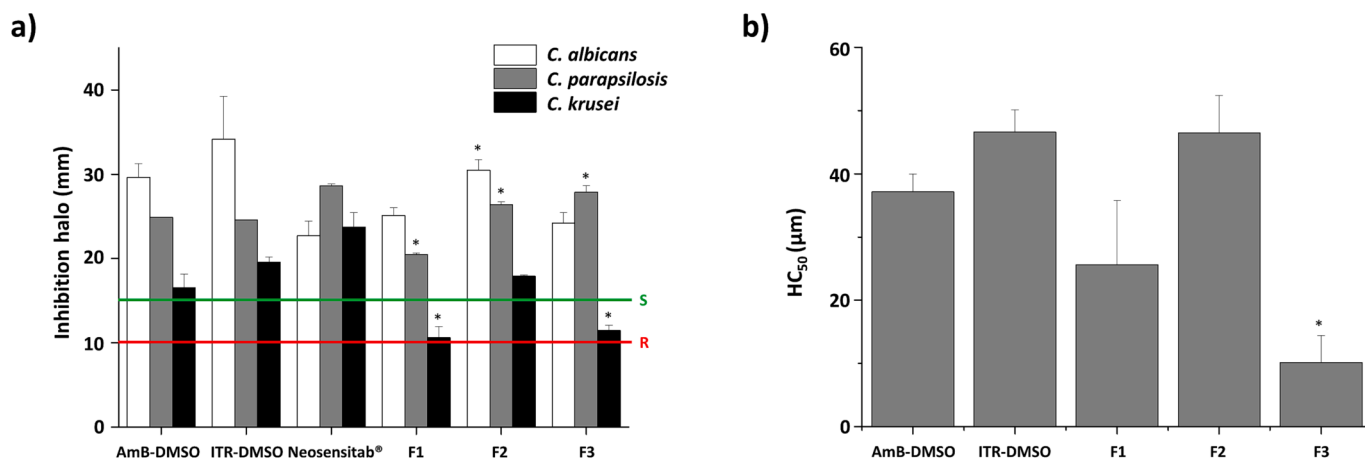 a)
C. albicans
C. parapsilosis
C. krusei
Inhibition halo (mm)
40
30
20
10
0
*
*
*
*
*
*
S
R
AmB-DMSO ITR-DMSO Neosensitab® F1 F2 F3
b)
HC₅₀ (μm)
60
40
20
0
*
AmB-DMSO ITR-DMSO F1 F2 F3